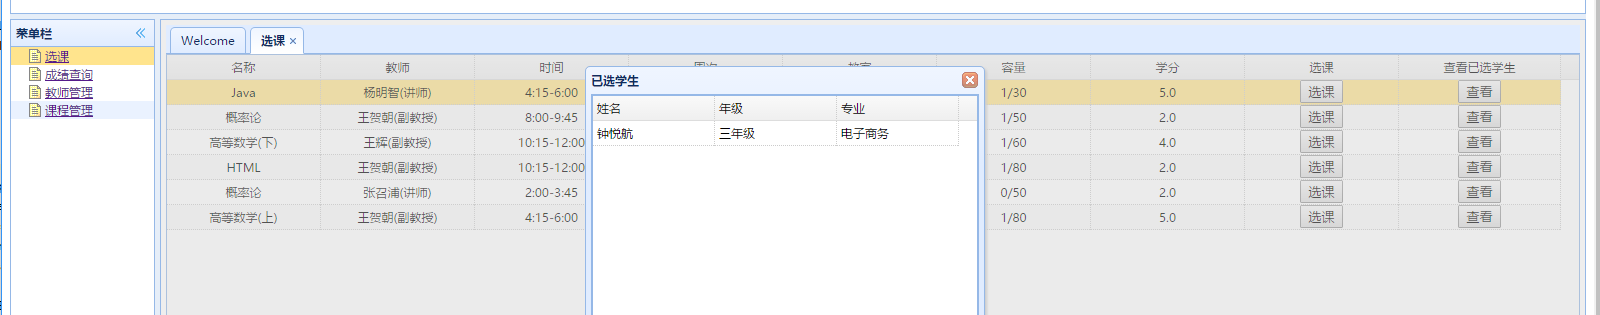 菜单栏
选课
成绩查询
教师管理
课程管理
Welcome 选课
名称 教师 时间 容量 学分 选课 查看已选学生
Java 杨明智(讲师) 4:15-6:00 1/30 5.0 选课 查看
概率论 王贺朝(副教授) 8:00-9:45 1/50 2.0 选课 查看
高等数学(下) 王辉(副教授) 10:15-12:00 1/60 4.0 选课 查看
HTML 王贺朝(副教授) 10:15-12:00 1/80 2.0 选课 查看
概率论 张召浦(讲师) 2:00-3:45 0/50 2.0 选课 查看
高等数学(上) 王贺朝(副教授) 4:15-6:00 1/80 5.0 选课 查看
已选学生
姓名 年级 专业
钟悦航 三年级 电子商务